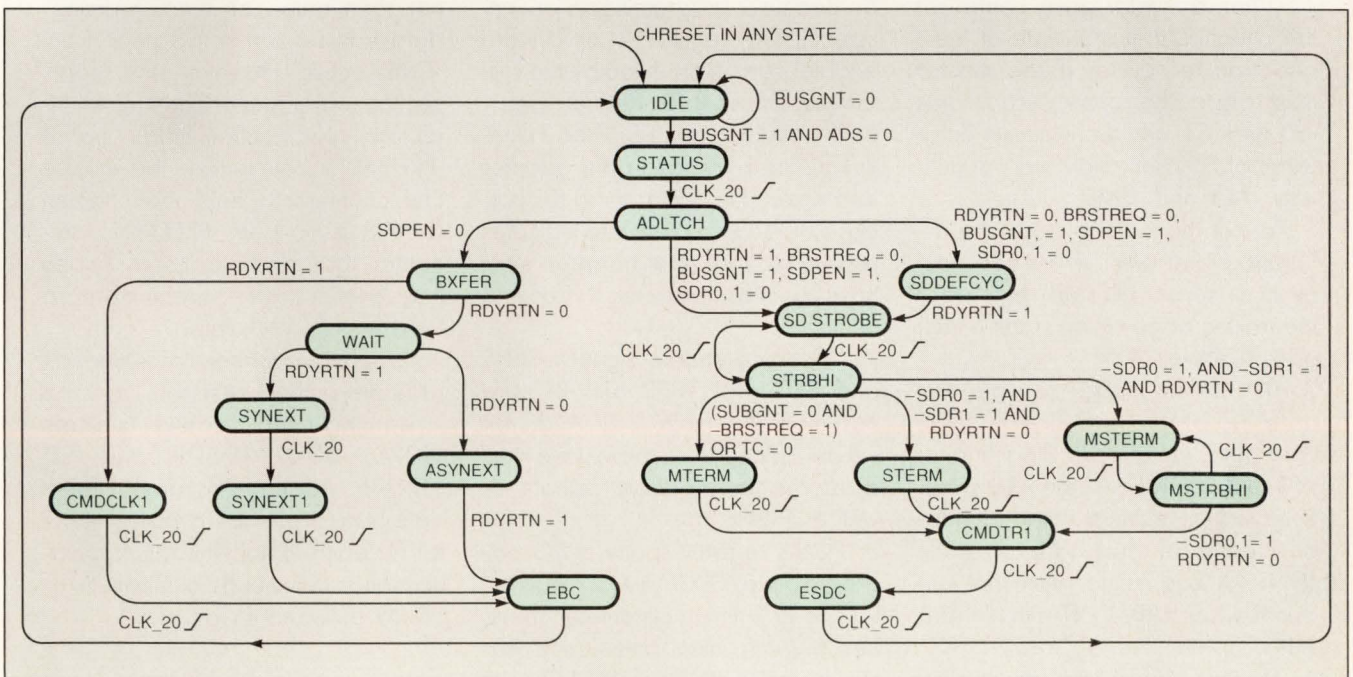 CHRESET IN ANY STATE
IDLE
BUSGNT = 0
BUSGNT = 1 AND ADS = 0
STATUS
CLK_20
ADLTCH
SDPEN = 0
RDYRTN = 0, BRSTREQ = 0,
BUSGNT, = 1, SDPEN = 1,
SDR0, 1 = 0
RDYRTN = 1, BRSTREQ = 0,
BUSGNT = 1, SDPEN = 1,
SDR0, 1 = 0
RDYRTN = 1
BXFER
SDDEFCYC
RDYRTN = 0
RDYRTN = 1
SD STROBE
WAIT
CLK_20
CLK_20
RDYRTN = 1
STRBHI
–SDR0 = 1, AND –SDR1 = 1
AND RDYRTN = 0
RDYRTN = 0
(SUBGNT = 0 AND
-BRSTREQ = 1)
OR TC = 0
–SDR0 = 1, AND
–SDR1 = 1 AND
RDYRTN = 0
SYNEXT
MSTERM
CLK_20
CLK_20
ASYNEXT
MTERM
STERM
CLK_20
MSTRBHI
CMDCLK1
SYNEXT1
CLK_20
CLK_20
RDYRTN = 1
CMDTR1
CLK_20
CLK_20
–SDR0,1= 1
RDYRTN = 0
CLK_20
EBC
ESDC
CLK_20
CLK_20